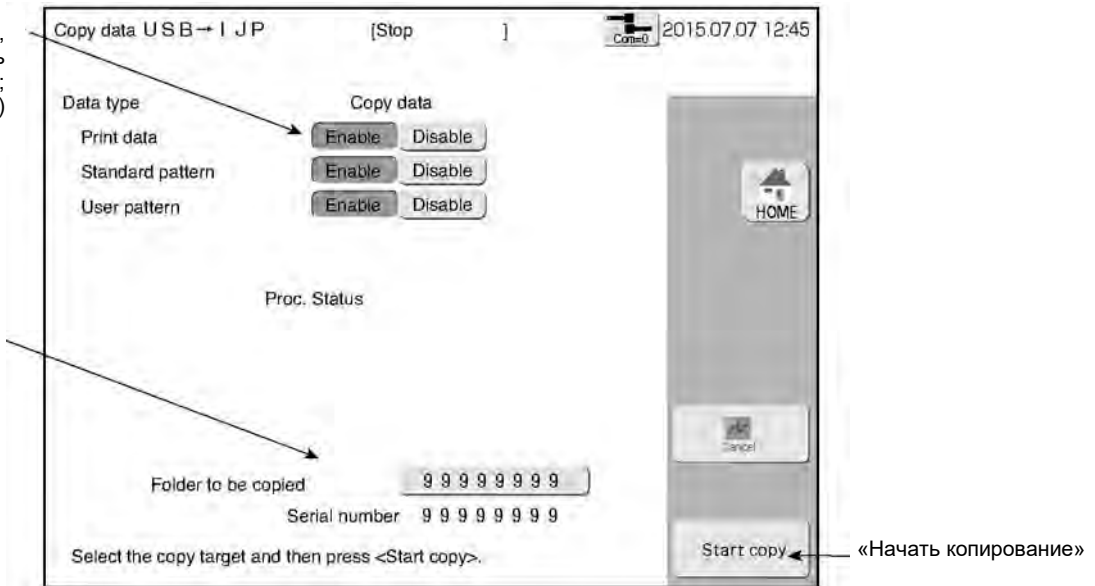 Copy data USB→IJP [Stop ] Com=0 2015.07.07 12:45
Data type Copy data
Print data Enable Disable
Standard pattern Enable Disable
User pattern Enable Disable
HOME
Proc. Status
Cancel
Folder to be copied 99999999
Serial number 99999999
Select the copy target and then press <Start copy>.
Start copy
«Начать копирование»